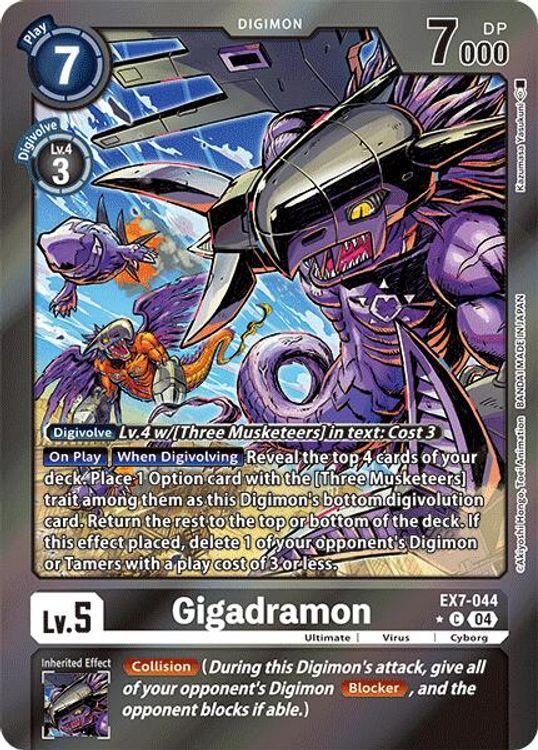 DIGIMON
Play
7
7000
DP
Digivolve
Lv.4
3
Kazumasa Yasukuni
©Akiyoshi Hongo, Toei Animation BANDAI MADE IN JAPAN
Digivolve Lv.4 w/[Three Musketeers] in text: Cost 3
On Play When Digivolving Reveal the top 4 cards of your
deck. Place 1 Option card with the [Three Musketeers]
trait among them as this Digimon's bottom digivolution
card. Return the rest to the top or bottom of the deck. If
this effect placed, delete 1 of your opponent's Digimon
or Tamers with a play cost of 3 or less.
Lv.5
Gigadramon
EX7-044
C 04
Ultimate | Virus | Cyborg
Inherited Effect
Collision (During this Digimon's attack, give all
of your opponent's Digimon Blocker, and the
opponent blocks if able.)